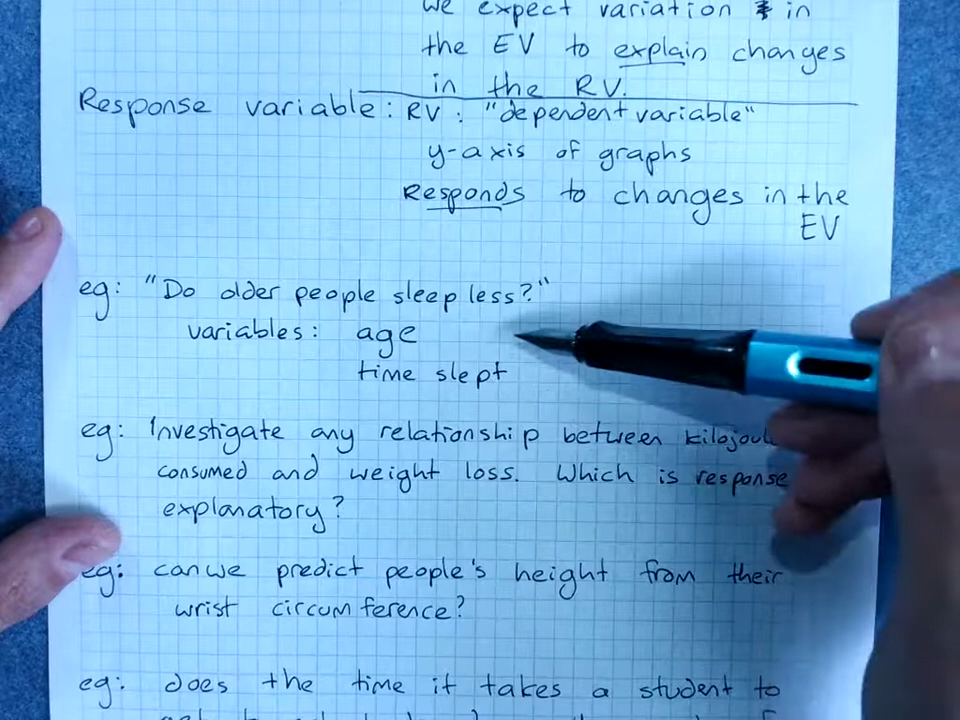 we expect variation in
the EV to explain changes
in the RV.
Response variable: RV: "dependent variable"
y-axis of graphs
Responds to changes in the
EV
eg: "Do older people sleep less?"
variables: age
time slept
eg: Investigate any relationship between
consumed and weight loss. Which is response
explanatory?
eg: can we predict people's height from their
wrist circumference?
eg: does the time it takes a student to